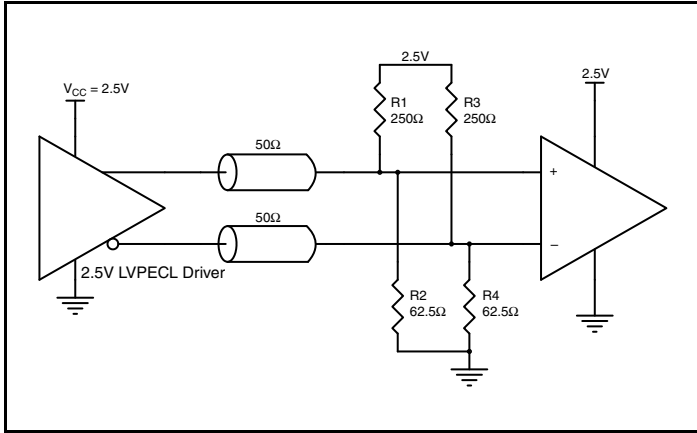 2.5V
V_CC = 2.5V
2.5V
R1
250Ω
R3
250Ω
50Ω
+
50Ω
–
2.5V LVPECL Driver
R2
62.5Ω
R4
62.5Ω